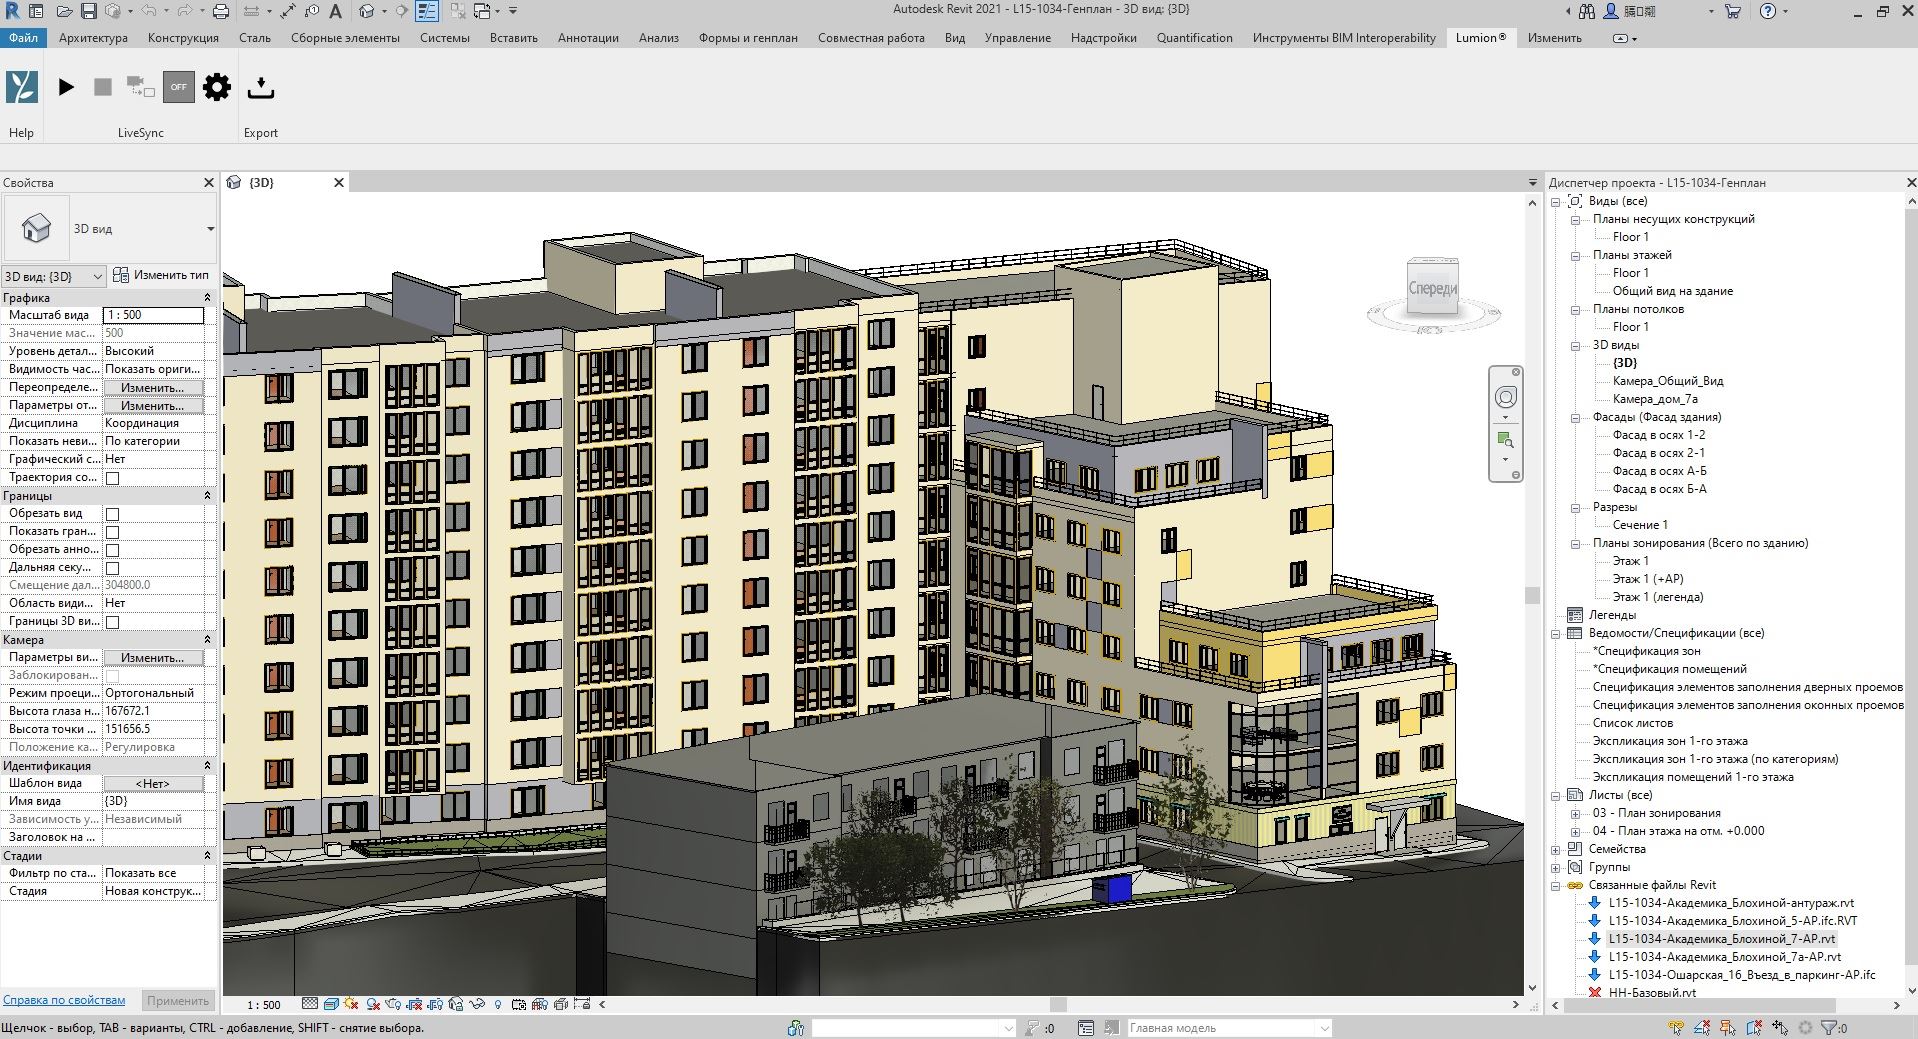 Autodesk Revit 2021 - L15-1034-Генплан - 3D вид: {3D}
Файл Архитектура Конструкция Сталь Сборные элементы Системы Вставить Аннотации Анализ Формы и генплан Совместная работа Вид Управление Надстройки Quantification Инструменты BIM Interoperability Lumion® Изменить
OFF
Help LiveSync Export
Свойства
3D вид
3D вид: {3D} Изменить тип
Графика
Масштаб вида 1 : 500
Значение мас... 500
Уровень детал... Высокий
Видимость час... Показать ориги...
Переопределе... Изменить...
Параметры от... Изменить...
Дисциплина Координация
Показать неви... По категории
Графический с... Нет
Траектория со...
Границы
Обрезать вид
Показать гран...
Обрезать анно...
Дальняя секу...
Смещение дал... 304800.0
Область види... Нет
Границы 3D ви...
Камера
Параметры ви... Изменить...
Заблокирован...
Режим проеци... Ортогональный
Высота глаза н... 167672.1
Высота точки ... 151656.5
Положение ка... Регулировка
Идентификация
Шаблон вида <Нет>
Имя вида {3D}
Зависимость у... Независимый
Заголовок на ...
Стадии
Фильтр по ста... Показать все
Стадия Новая конструк...
Справка по свойствам Применить
{3D}
Спереди
1 : 500
Диспетчер проекта - L15-1034-Генплан
Виды (все)
Планы несущих конструкций
Floor 1
Планы этажей
Floor 1
Общий вид на здание
Планы потолков
Floor 1
3D виды
{3D}
Камера_Общий_Вид
Камера_дом_7а
Фасады (Фасад здания)
Фасад в осях 1-2
Фасад в осях 2-1
Фасад в осях А-Б
Фасад в осях Б-А
Разрезы
Сечение 1
Планы зонирования (Всего по зданию)
Этаж 1
Этаж 1 (+АР)
Этаж 1 (легенда)
Легенды
Ведомости/Спецификации (все)
*Спецификация зон
*Спецификация помещений
Спецификация элементов заполнения дверных проемов
Спецификация элементов заполнения оконных проемов
Список листов
Экспликация зон 1-го этажа
Экспликация зон 1-го этажа (по категориям)
Экспликация помещений 1-го этажа
Листы (все)
03 - План зонирования
04 - План этажа на отм. +0.000
Семейства
Группы
Связанные файлы Revit
L15-1034-Академика_Блохиной-антураж.rvt
L15-1034-Академика_Блохиной_5-АР.ifc.RVT
L15-1034-Академика_Блохиной_7-АР.rvt
L15-1034-Академика_Блохиной_7а-АР.rvt
L15-1034-Ошарская_16_Въезд_в_паркинг-АР.ifc
НН-Базовый.rvt
Щелчок - выбор, TAB - варианты, CTRL - добавление, SHIFT - снятие выбора. :0 Главная модель :0